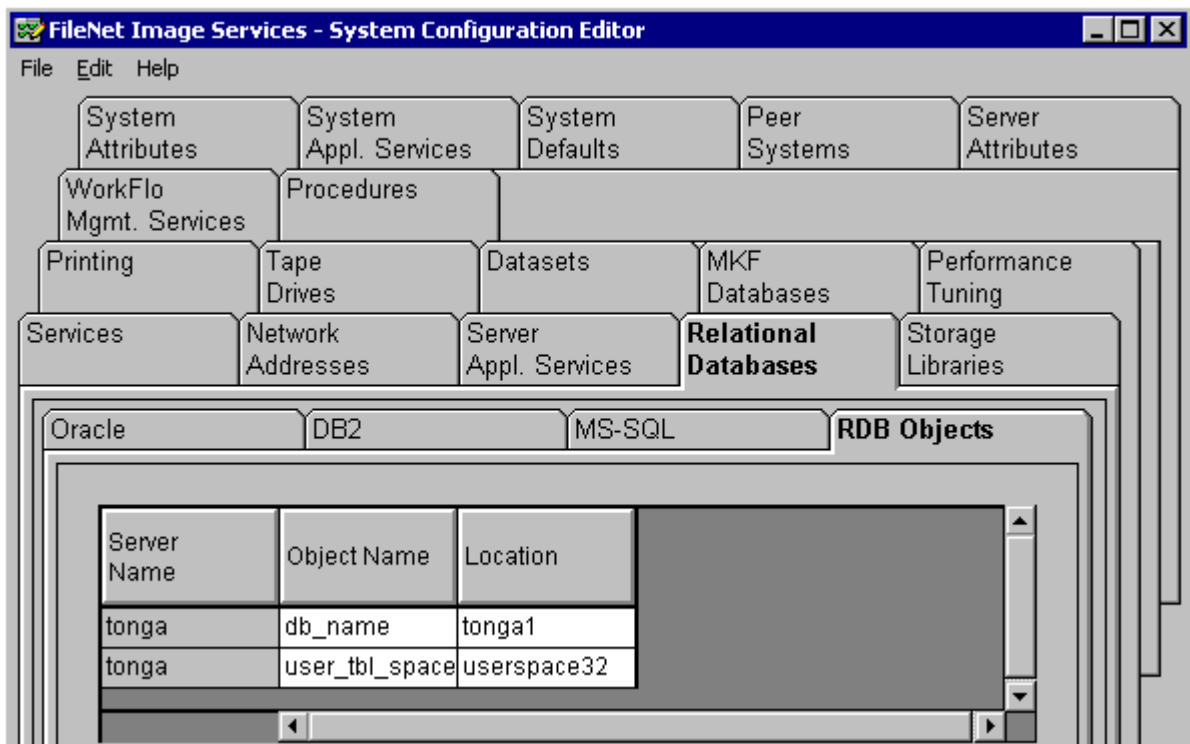 FileNet Image Services - System Configuration Editor
File Edit Help
System Attributes
System Appl. Services
System Defaults
Peer Systems
Server Attributes
WorkFlo Mgmt. Services
Procedures
Printing
Tape Drives
Datasets
MKF Databases
Performance Tuning
Services
Network Addresses
Server Appl. Services
Relational Databases
Storage Libraries
Oracle
DB2
MS-SQL
RDB Objects
Server Name
Object Name
Location
tonga db_name tonga1
tonga user_tbl_space userspace32